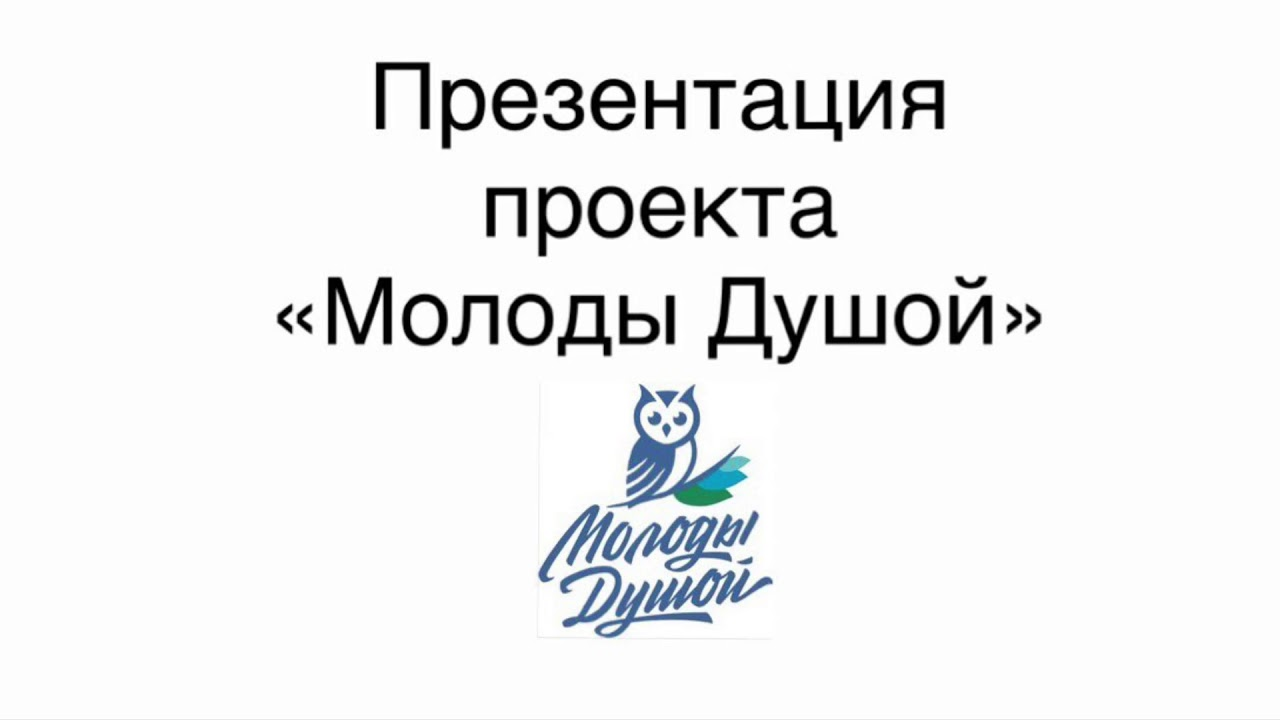 Презентация
проекта
«Молоды Душой»
Молоды
Душой